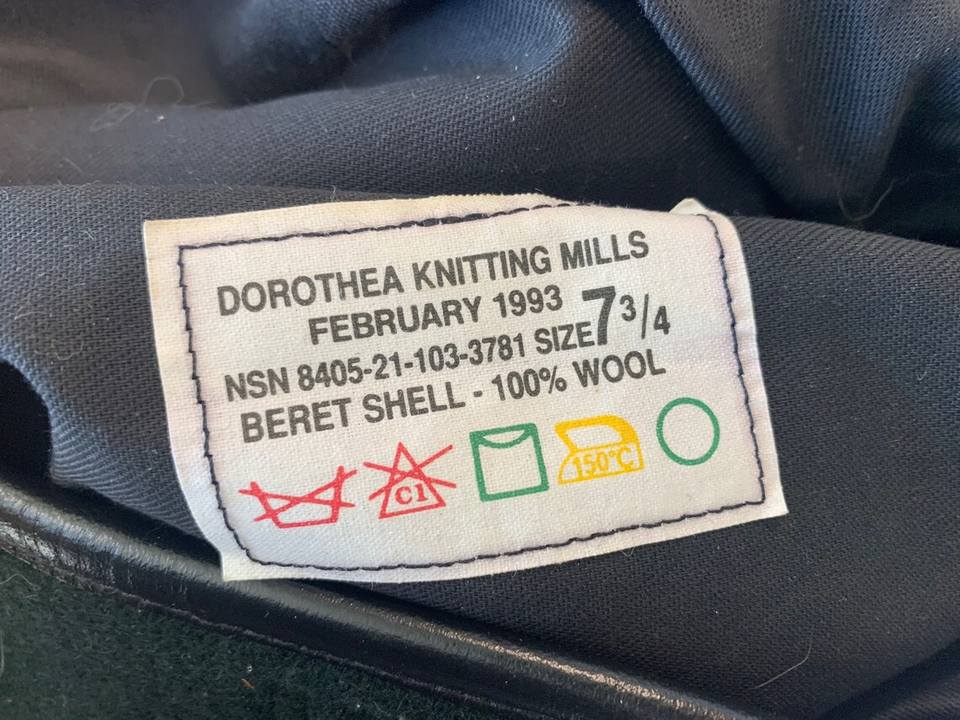 DOROTHEA KNITTING MILLS
FEBRUARY 1993
NSN 8405-21-103-3781 SIZE 7 3/4
BERET SHELL - 100% WOOL
C1 150°C